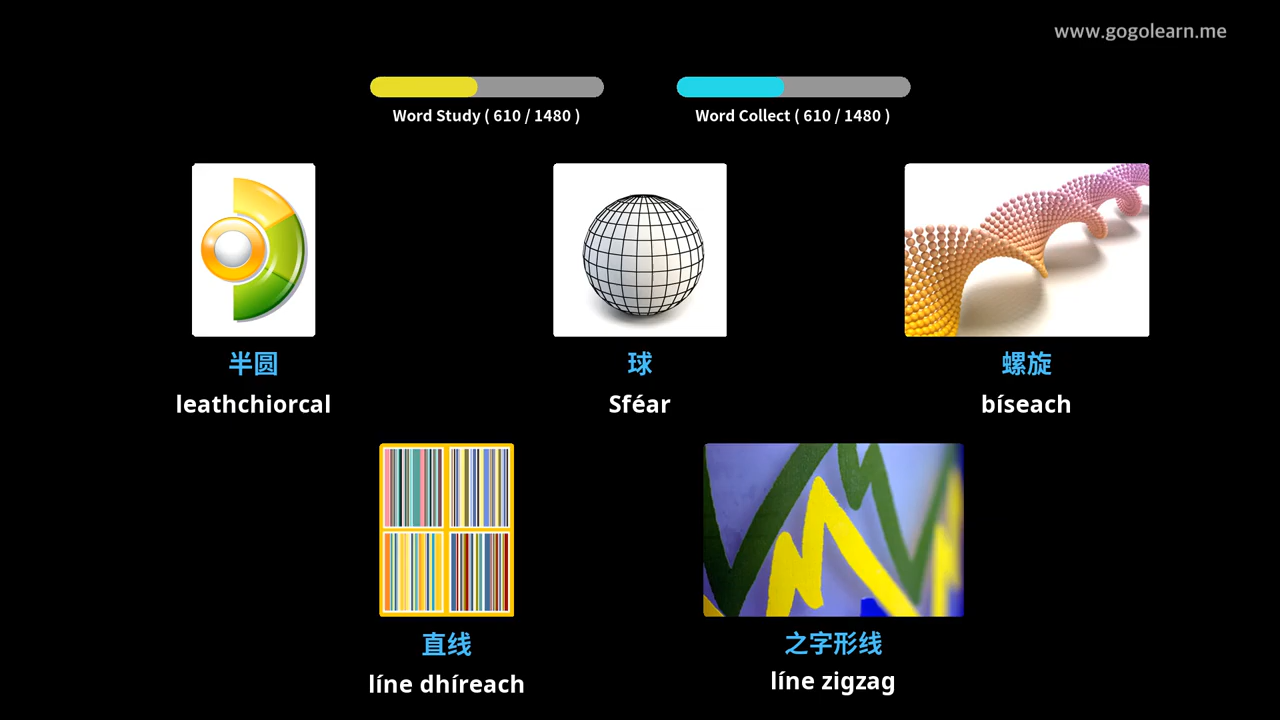 www.gogolearn.me
Word Study ( 610 / 1480 )
Word Collect ( 610 / 1480 )
半圆
leathchiorcal
球
Sféar
螺旋
bíseach
直线
líne dhíreach
之字形线
líne zigzag